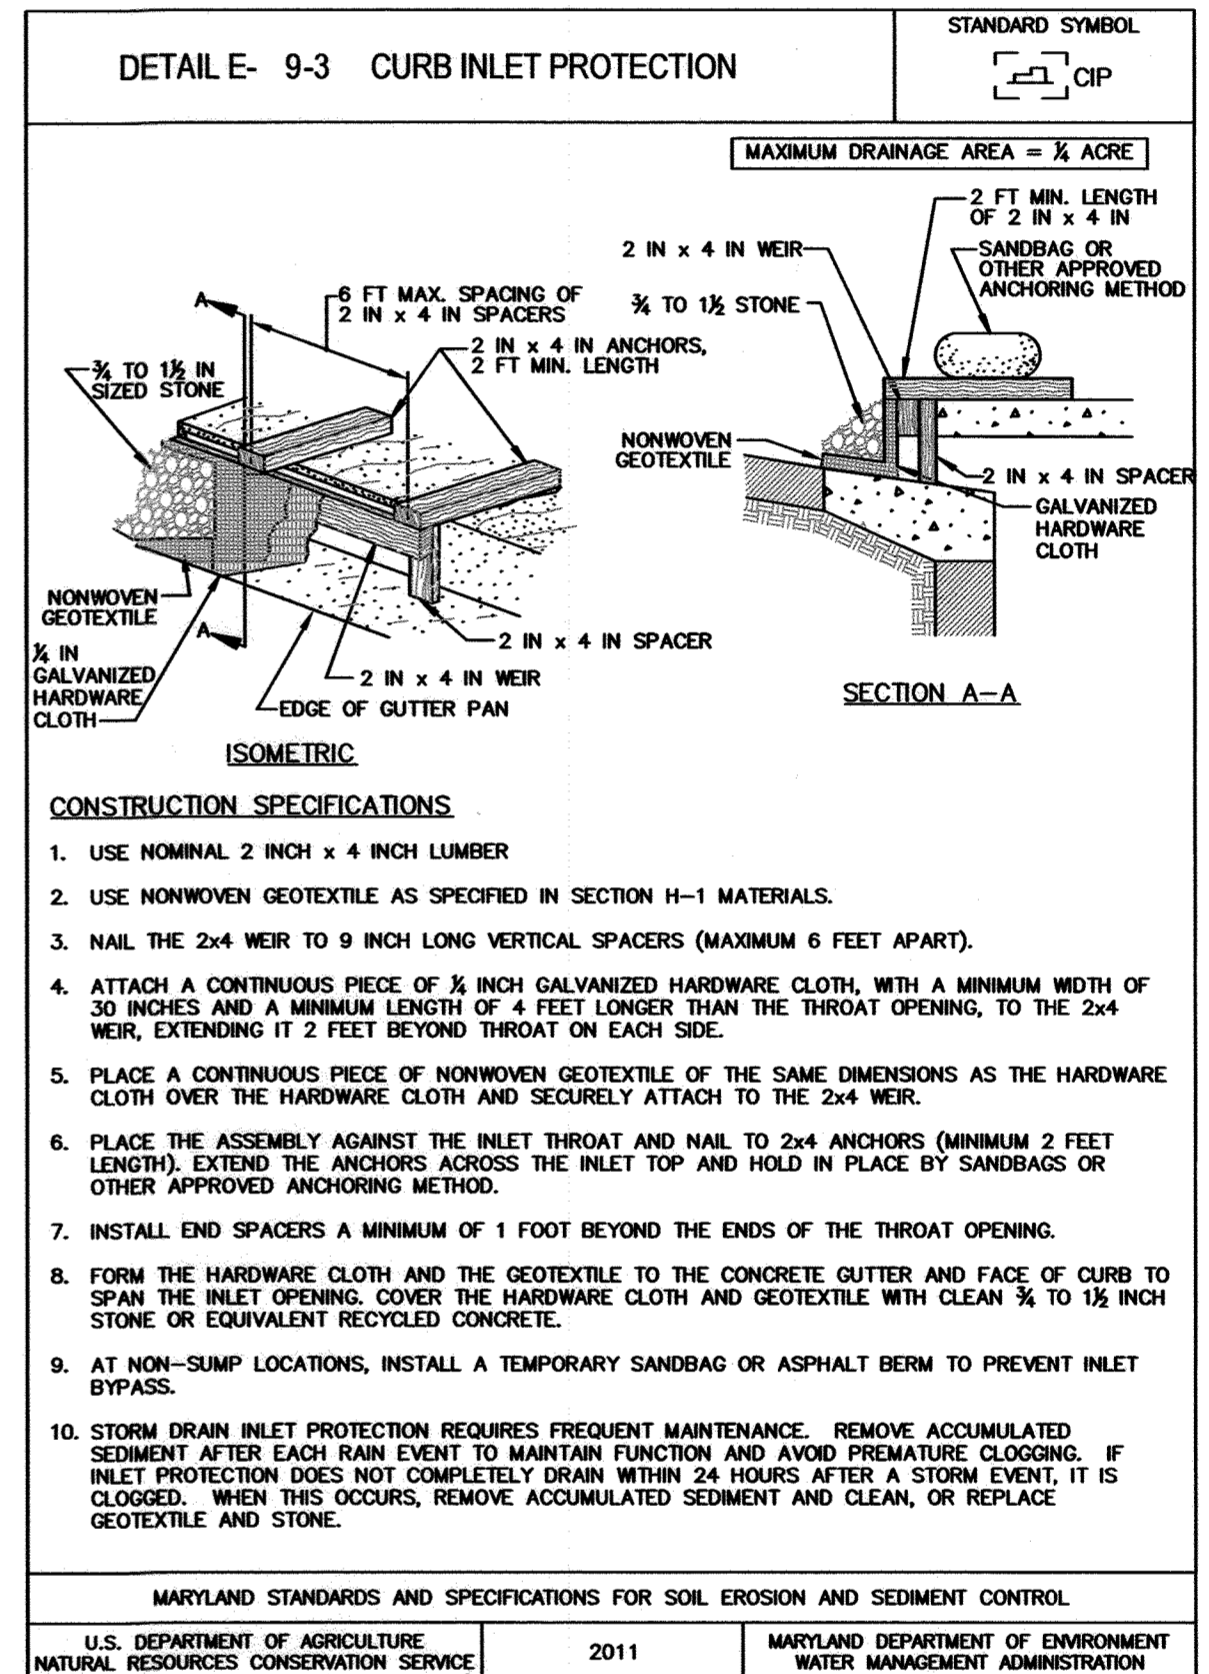 DETAIL E- 9-3 CURB INLET PROTECTION
STANDARD SYMBOL
CIP
MAXIMUM DRAINAGE AREA = ¼ ACRE
2 FT MIN. LENGTH
OF 2 IN x 4 IN
2 IN x 4 IN WEIR
SANDBAG OR
OTHER APPROVED
ANCHORING METHOD
¾ TO 1½ STONE
NONWOVEN
GEOTEXTILE
2 IN x 4 IN SPACER
GALVANIZED
HARDWARE
CLOTH
SECTION A-A
A
6 FT MAX. SPACING OF
2 IN x 4 IN SPACERS
2 IN x 4 IN ANCHORS,
2 FT MIN. LENGTH
¾ TO 1½ IN
SIZED STONE
NONWOVEN
GEOTEXTILE
A
¼ IN
GALVANIZED
HARDWARE
CLOTH
2 IN x 4 IN SPACER
2 IN x 4 IN WEIR
EDGE OF GUTTER PAN
ISOMETRIC
CONSTRUCTION SPECIFICATIONS
1. USE NOMINAL 2 INCH x 4 INCH LUMBER
2. USE NONWOVEN GEOTEXTILE AS SPECIFIED IN SECTION H-1 MATERIALS.
3. NAIL THE 2x4 WEIR TO 9 INCH LONG VERTICAL SPACERS (MAXIMUM 6 FEET APART).
4. ATTACH A CONTINUOUS PIECE OF ¼ INCH GALVANIZED HARDWARE CLOTH, WITH A MINIMUM WIDTH OF
30 INCHES AND A MINIMUM LENGTH OF 4 FEET LONGER THAN THE THROAT OPENING, TO THE 2x4
WEIR, EXTENDING IT 2 FEET BEYOND THROAT ON EACH SIDE.
5. PLACE A CONTINUOUS PIECE OF NONWOVEN GEOTEXTILE OF THE SAME DIMENSIONS AS THE HARDWARE
CLOTH OVER THE HARDWARE CLOTH AND SECURELY ATTACH TO THE 2x4 WEIR.
6. PLACE THE ASSEMBLY AGAINST THE INLET THROAT AND NAIL TO 2x4 ANCHORS (MINIMUM 2 FEET
LENGTH). EXTEND THE ANCHORS ACROSS THE INLET TOP AND HOLD IN PLACE BY SANDBAGS OR
OTHER APPROVED ANCHORING METHOD.
7. INSTALL END SPACERS A MINIMUM OF 1 FOOT BEYOND THE ENDS OF THE THROAT OPENING.
8. FORM THE HARDWARE CLOTH AND THE GEOTEXTILE TO THE CONCRETE GUTTER AND FACE OF CURB TO
SPAN THE INLET OPENING. COVER THE HARDWARE CLOTH AND GEOTEXTILE WITH CLEAN ¾ TO 1½ INCH
STONE OR EQUIVALENT RECYCLED CONCRETE.
9. AT NON-SUMP LOCATIONS, INSTALL A TEMPORARY SANDBAG OR ASPHALT BERM TO PREVENT INLET
BYPASS.
10. STORM DRAIN INLET PROTECTION REQUIRES FREQUENT MAINTENANCE. REMOVE ACCUMULATED
SEDIMENT AFTER EACH RAIN EVENT TO MAINTAIN FUNCTION AND AVOID PREMATURE CLOGGING. IF
INLET PROTECTION DOES NOT COMPLETELY DRAIN WITHIN 24 HOURS AFTER A STORM EVENT, IT IS
CLOGGED. WHEN THIS OCCURS, REMOVE ACCUMULATED SEDIMENT AND CLEAN, OR REPLACE
GEOTEXTILE AND STONE.
MARYLAND STANDARDS AND SPECIFICATIONS FOR SOIL EROSION AND SEDIMENT CONTROL
U.S. DEPARTMENT OF AGRICULTURE
NATURAL RESOURCES CONSERVATION SERVICE
2011
MARYLAND DEPARTMENT OF ENVIRONMENT
WATER MANAGEMENT ADMINISTRATION